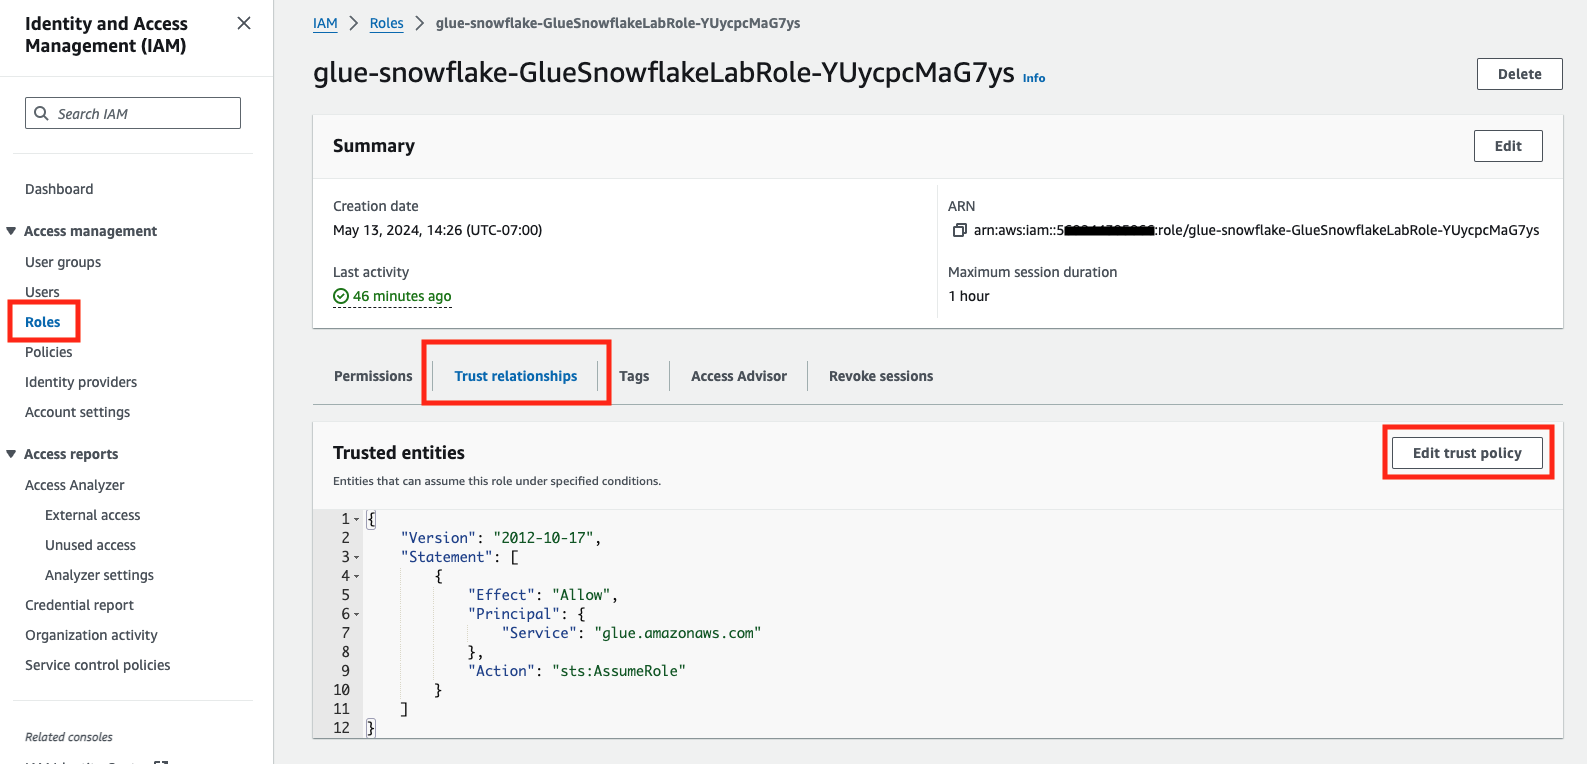 Identity and Access
Management (IAM)
Search IAM
Dashboard
Access management
User groups
Users
Roles
Policies
Identity providers
Account settings
Access reports
Access Analyzer
External access
Unused access
Analyzer settings
Credential report
Organization activity
Service control policies
Related consoles
IAM > Roles > glue-snowflake-GlueSnowflakeLabRole-YUycpcMaG7ys
glue-snowflake-GlueSnowflakeLabRole-YUycpcMaG7ys Info
Delete
Summary
Edit
Creation date
May 13, 2024, 14:26 (UTC-07:00)
ARN
arn:aws:iam::5 :role/glue-snowflake-GlueSnowflakeLabRole-YUycpcMaG7ys
Last activity
46 minutes ago
Maximum session duration
1 hour
Permissions
Trust relationships
Tags
Access Advisor
Revoke sessions
Trusted entities
Edit trust policy
Entities that can assume this role under specified conditions.
1 {
2 "Version": "2012-10-17",
3 "Statement": [
4 {
5 "Effect": "Allow",
6 "Principal": {
7 "Service": "glue.amazonaws.com"
8 },
9 "Action": "sts:AssumeRole"
10 }
11 ]
12 }